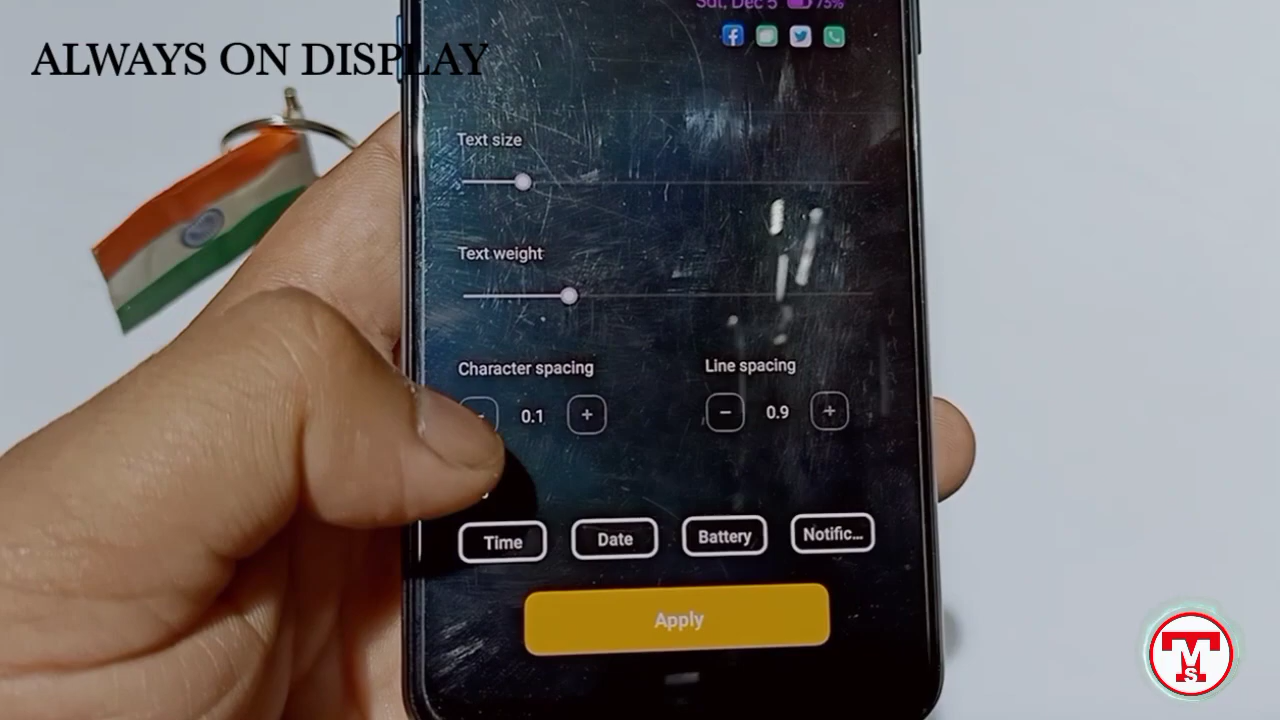 Sat, Dec 5 75%
ALWAYS ON DISPLAY
Text size
Text weight
Character spacing Line spacing
0.1 + − 0.9 +
Time Date Battery Notific...
Apply
TMs